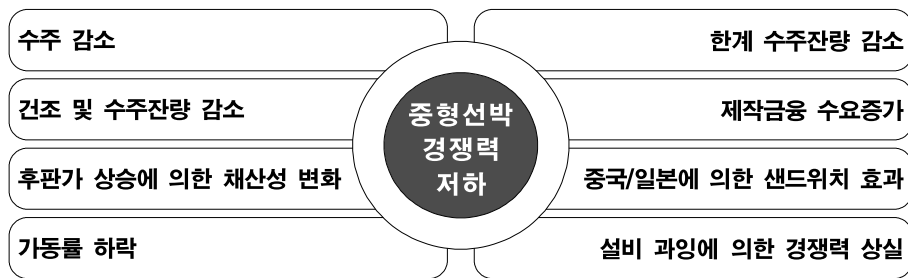 수주 감소
건조 및 수주잔량 감소
후판가 상승에 의한 채산성 변화
가동률 하락
중형선박
경쟁력
저하
한계 수주잔량 감소
제작금융 수요증가
중국/일본에 의한 샌드위치 효과
설비 과잉에 의한 경쟁력 상실